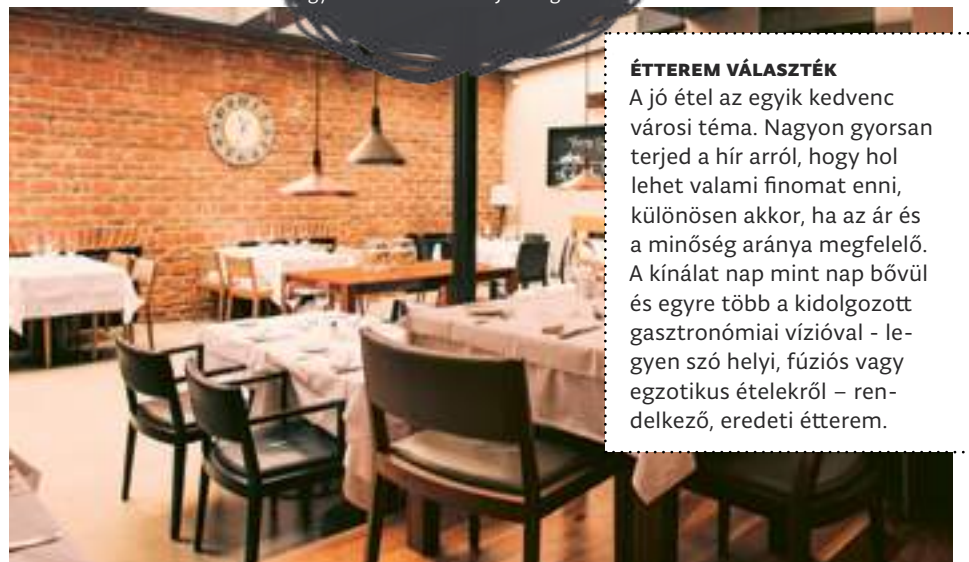 ÉTTEREM VÁLASZTÉK
A jó étel az egyik kedvenc
városi téma. Nagyon gyorsan
terjed a hír arról, hogy hol
lehet valami finomat enni,
különösen akkor, ha az ár és
a minőség aránya megfelelő.
A kínálat nap mint nap bővül
és egyre több a kidolgozott
gasztronómiai vízióval - le-
gyen szó helyi, fúziós vagy
egzotikus ételekről – ren-
delkező, eredeti étterem.